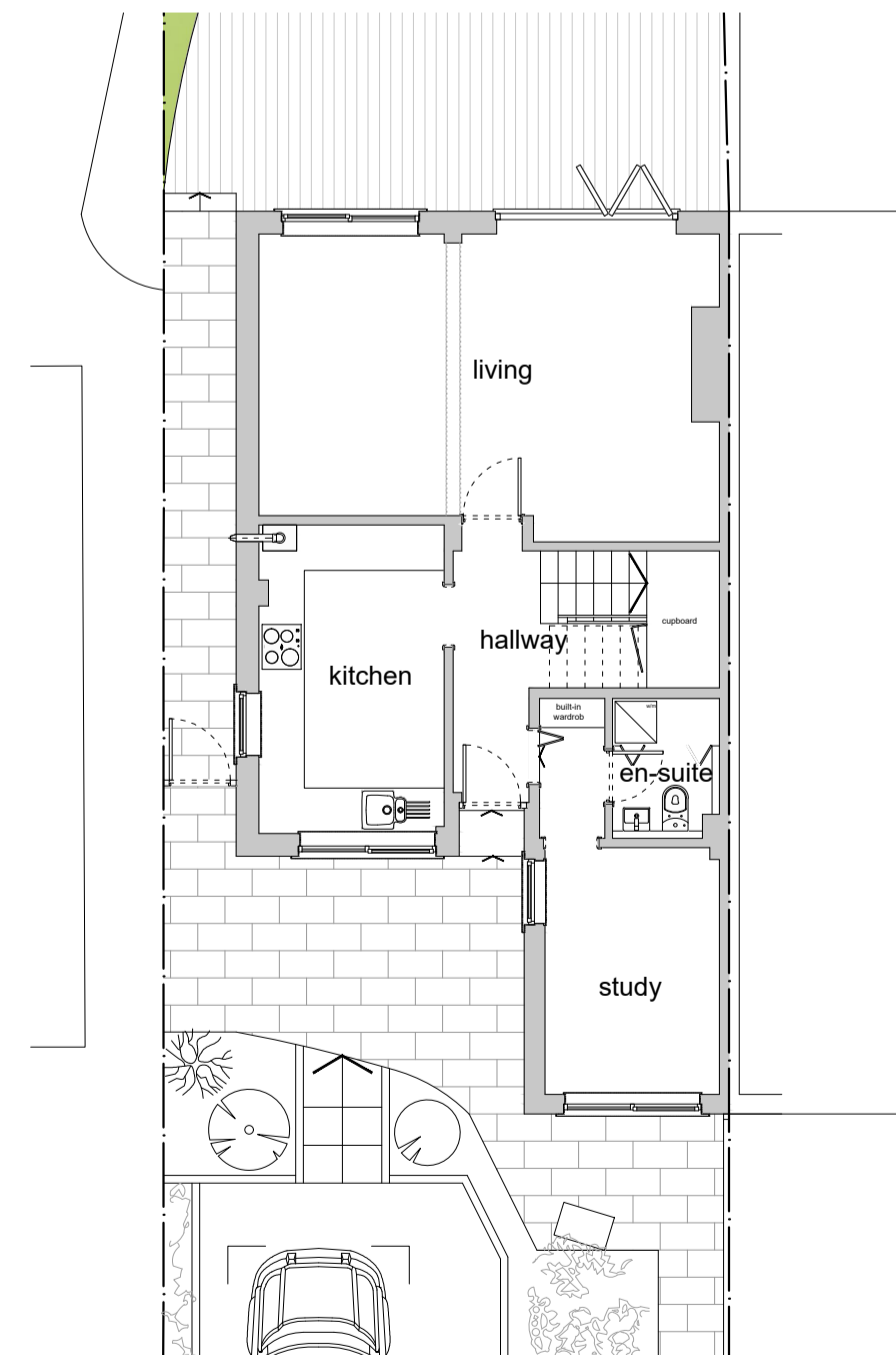 living
cupboard
hallway
kitchen
built-in
wardrob
w/m
en-suite
study